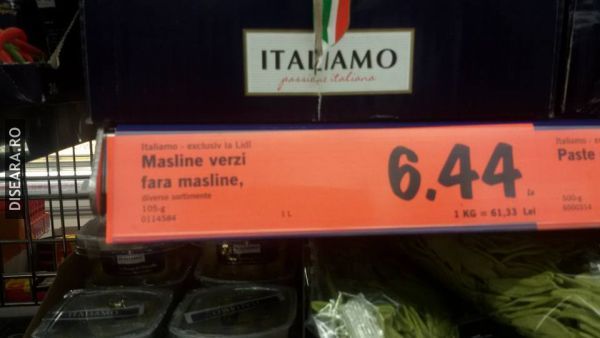 ITALIAMO
passione italiana
Italiamo - exclusiv la Lidl
Masline verzi
fara masline,
diverse sortimente
105-g
0114584
1 L
6.44
Lei
1 KG = 61,33 Lei
Italiamo - e
Paste
500-g
DISEARA.RO